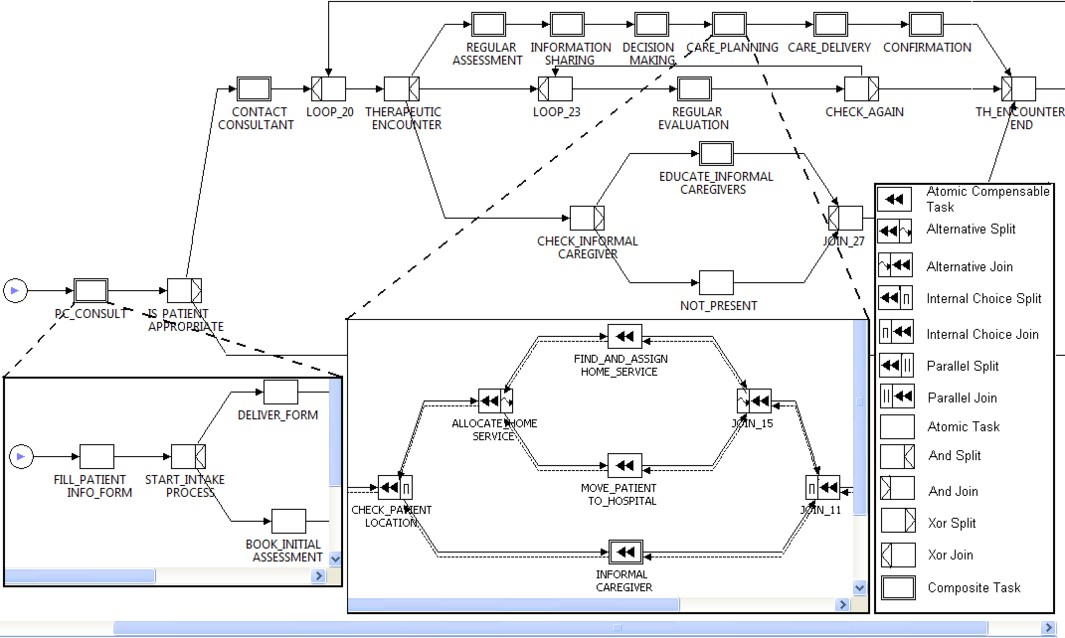 REGULAR
ASSESSMENT
INFORMATION
SHARING
DECISION
MAKING
CARE_PLANNING
CARE_DELIVERY
CONFIRMATION
CONTACT
CONSULTANT
LOOP_20
THERAPEUTIC
ENCOUNTER
LOOP_23
REGULAR
EVALUATION
CHECK_AGAIN
TH_ENCOUNTER
END
EDUCATE_INFORMAL
CAREGIVERS
CHECK_INFORMAL
CAREGIVER
JOIN_27
NOT_PRESENT
PC_CONSULT
IS_PATIENT
APPROPRIATE
DELIVER_FORM
FILL_PATIENT
INFO_FORM
START_INTAKE
PROCESS
BOOK_INITIAL
ASSESSMENT
FIND_AND_ASSIGN
HOME_SERVICE
ALLOCATE_HOME
SERVICE
JOIN_15
MOVE_PATIENT
TO_HOSPITAL
CHECK_PATIENT
LOCATION
JOIN_11
INFORMAL
CAREGIVER
Atomic Compensable
Task
Alternative Split
Alternative Join
Internal Choice Split
Internal Choice Join
Parallel Split
Parallel Join
Atomic Task
And Split
And Join
Xor Split
Xor Join
Composite Task